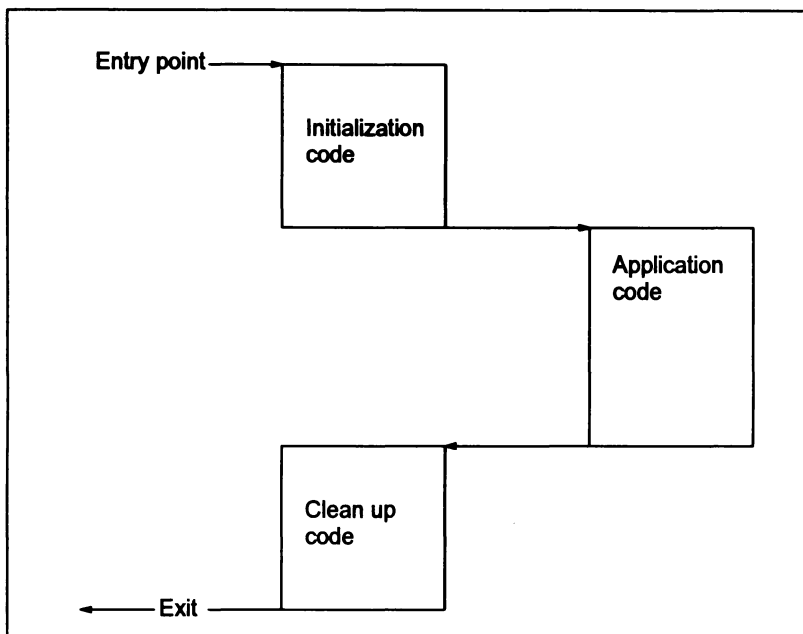 Entry point
Initialization
code
Application
code
Clean up
code
Exit